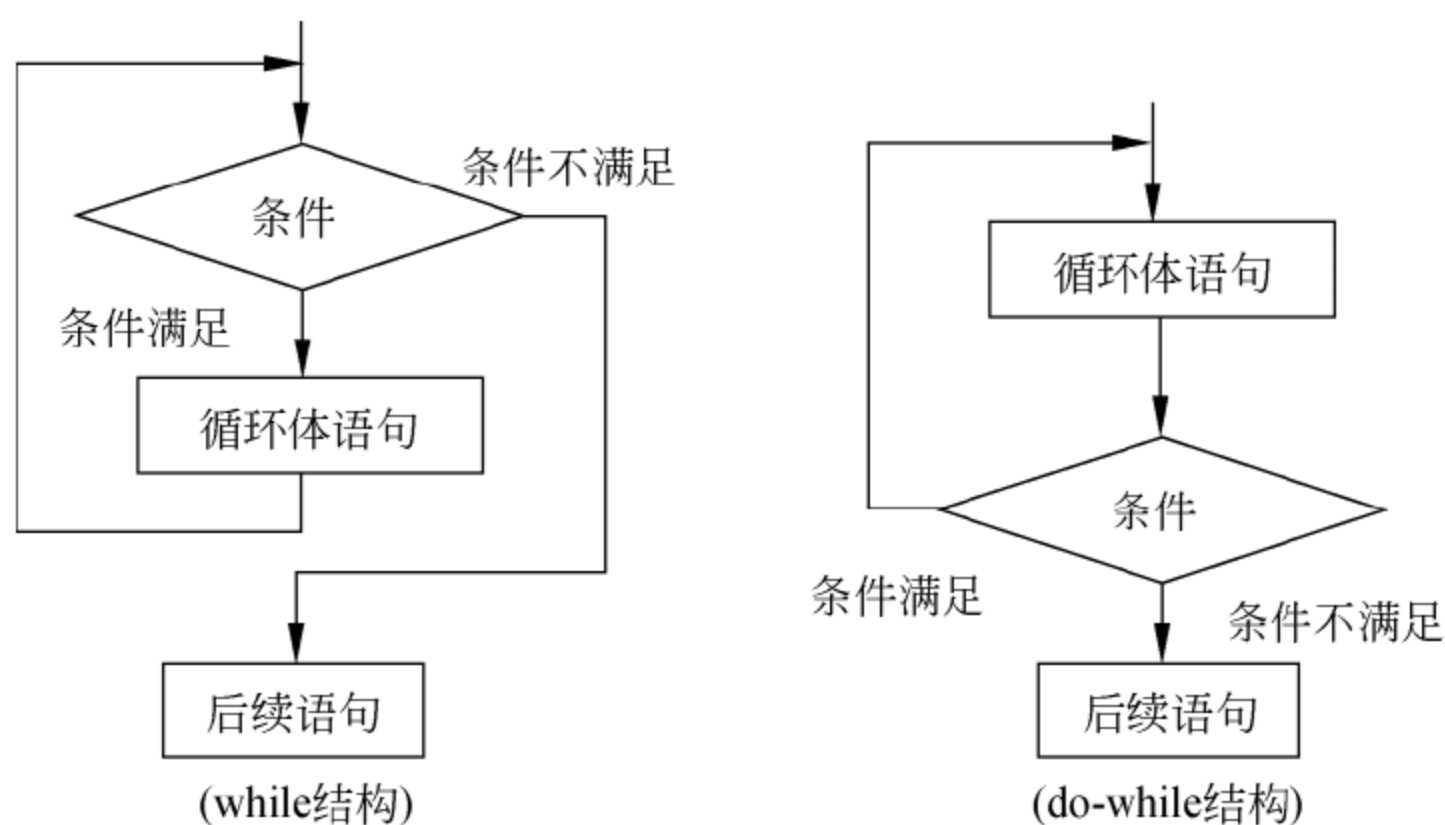 条件不满足
条件
条件满足
循环体语句
后续语句
(while结构)
循环体语句
条件
条件满足
条件不满足
后续语句
(do-while结构)